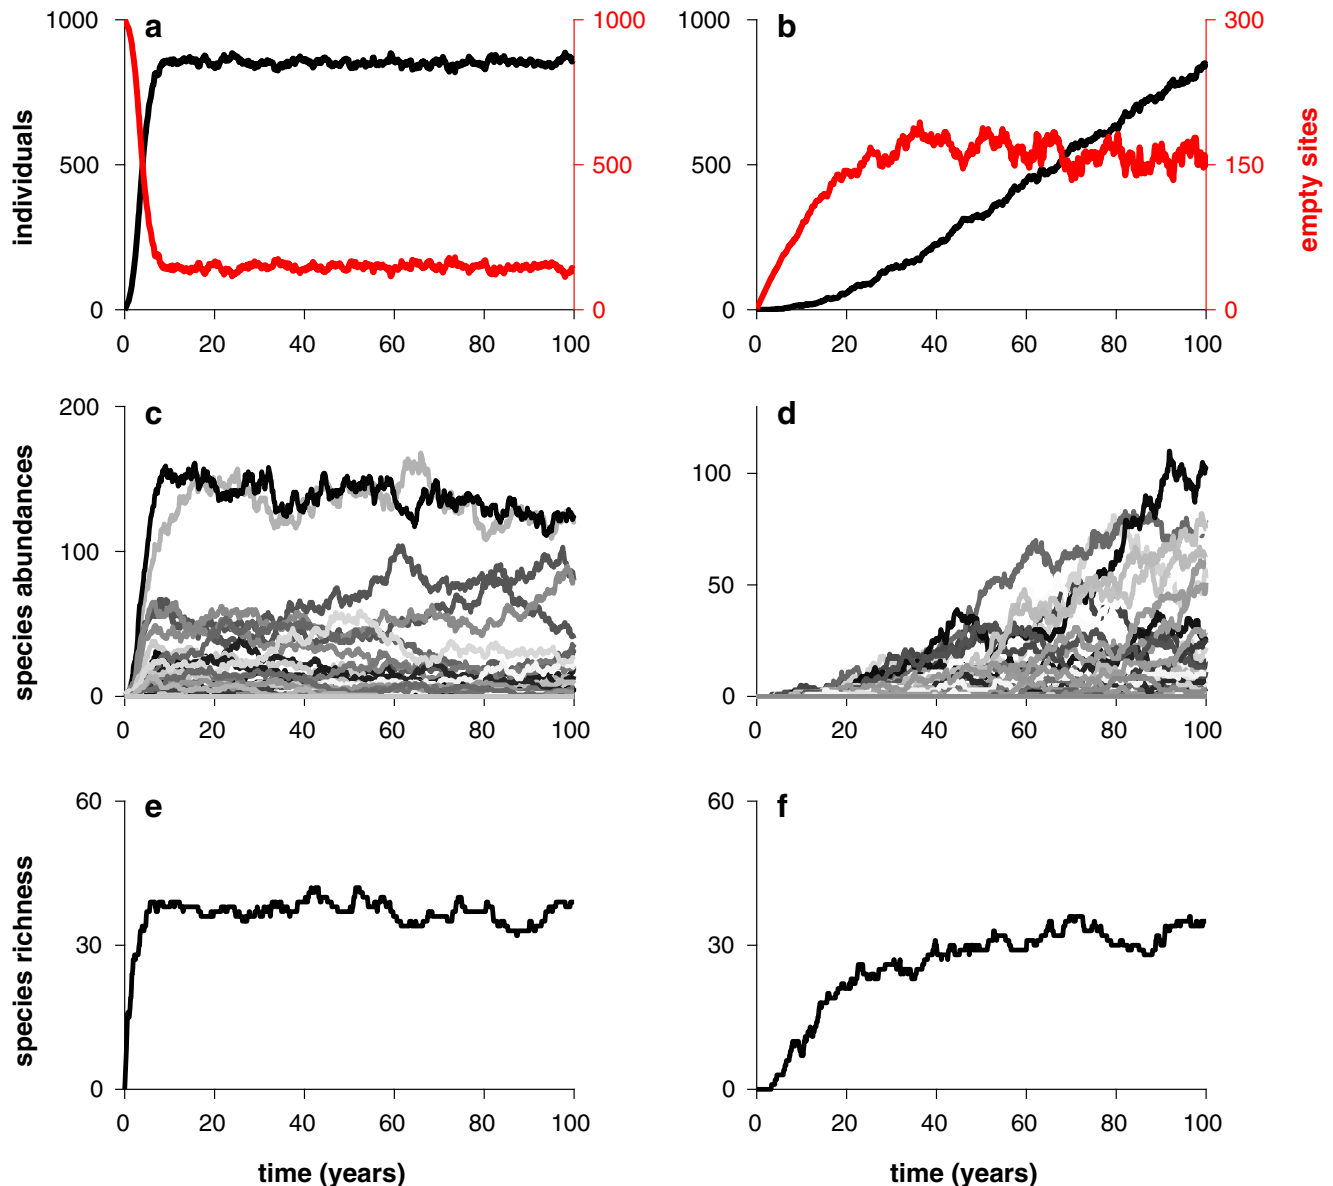 a
1000
500
0
individuals
1000
500
0
0 20 40 60 80 100
b
1000
500
0
300
150
0
empty sites
0 20 40 60 80 100
c
200
100
0
species abundances
0 20 40 60 80 100
d
100
50
0
0 20 40 60 80 100
e
60
30
0
species richness
0 20 40 60 80 100
time (years)
f
60
30
0
0 20 40 60 80 100
time (years)